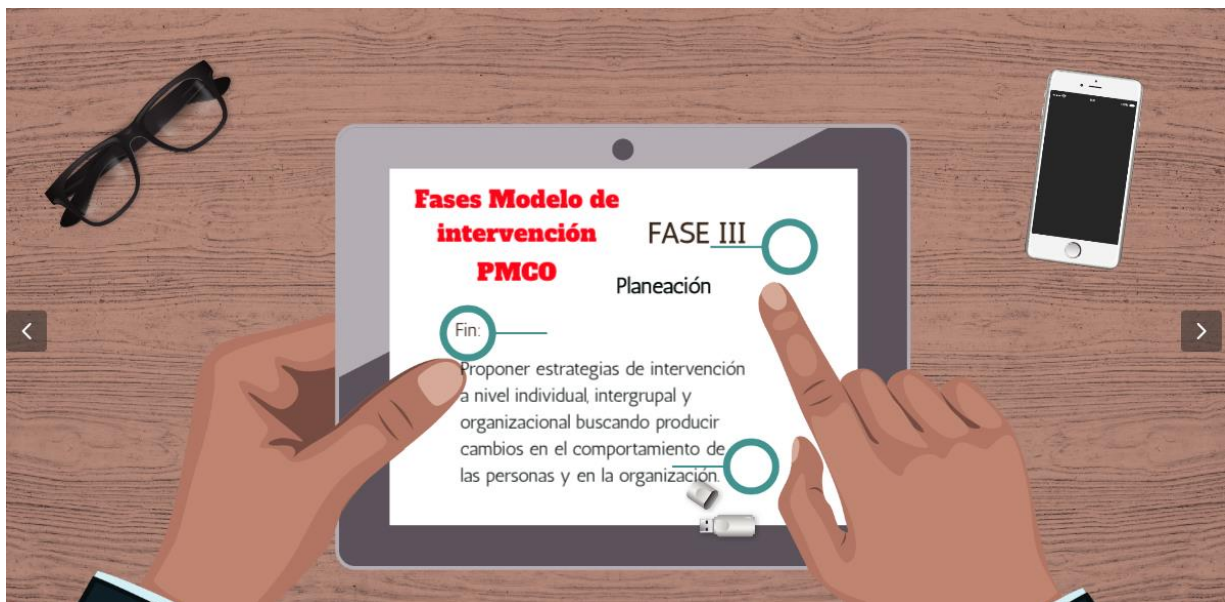 Fases Modelo de
intervención
PMCO
FASE III
Planeación
Fin:
Proponer estrategias de intervención
a nivel individual, intergrupal y
organizacional buscando producir
cambios en el comportamiento de
las personas y en la organización.